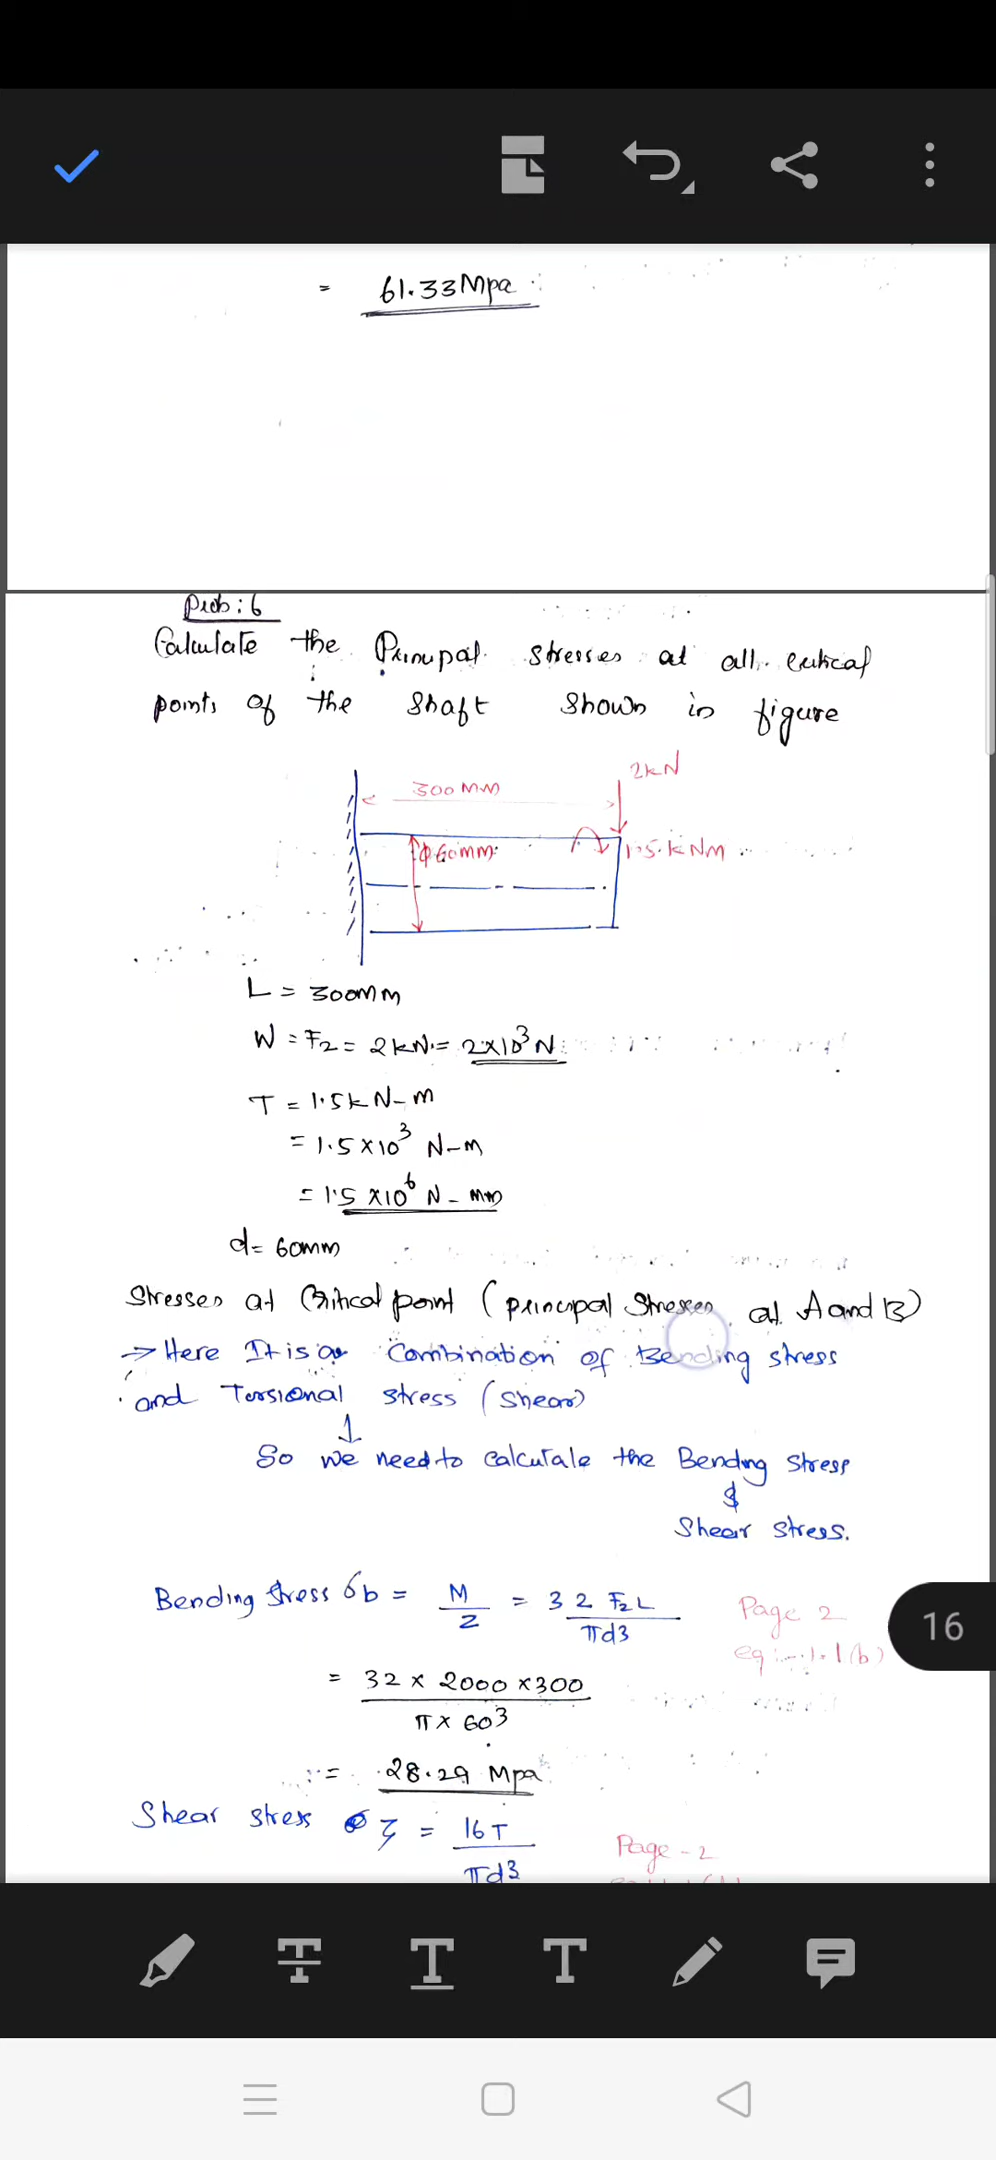 = 61.33Mpa
Prob:6
Calculate the Principal stresses at all critical
points of the shaft shown in figure
2kN
300MM
ϕ60mm
1.5.kNM
L = 300MM
W = F2 = 2kN = 2×10³N
T = 1.5kN-m
= 1.5×10³ N-m
= 1.5×10⁶ N-mm
d= 60mm
Stresses at Critical point (principal Stresses at A and B)
→ Here It is a Combination of Bending stress
and Torsional stress (Shear)
↓
So we need to calculate the Bending stress
&
Shear stress.
Bending stress σb = M/Z = 32 F2L/πd3
Page 2
= 32 × 2000 ×300/π× 60³
16
= 28.29 Mpa
Shear stress ζ = 16T/πd3
Page - 2